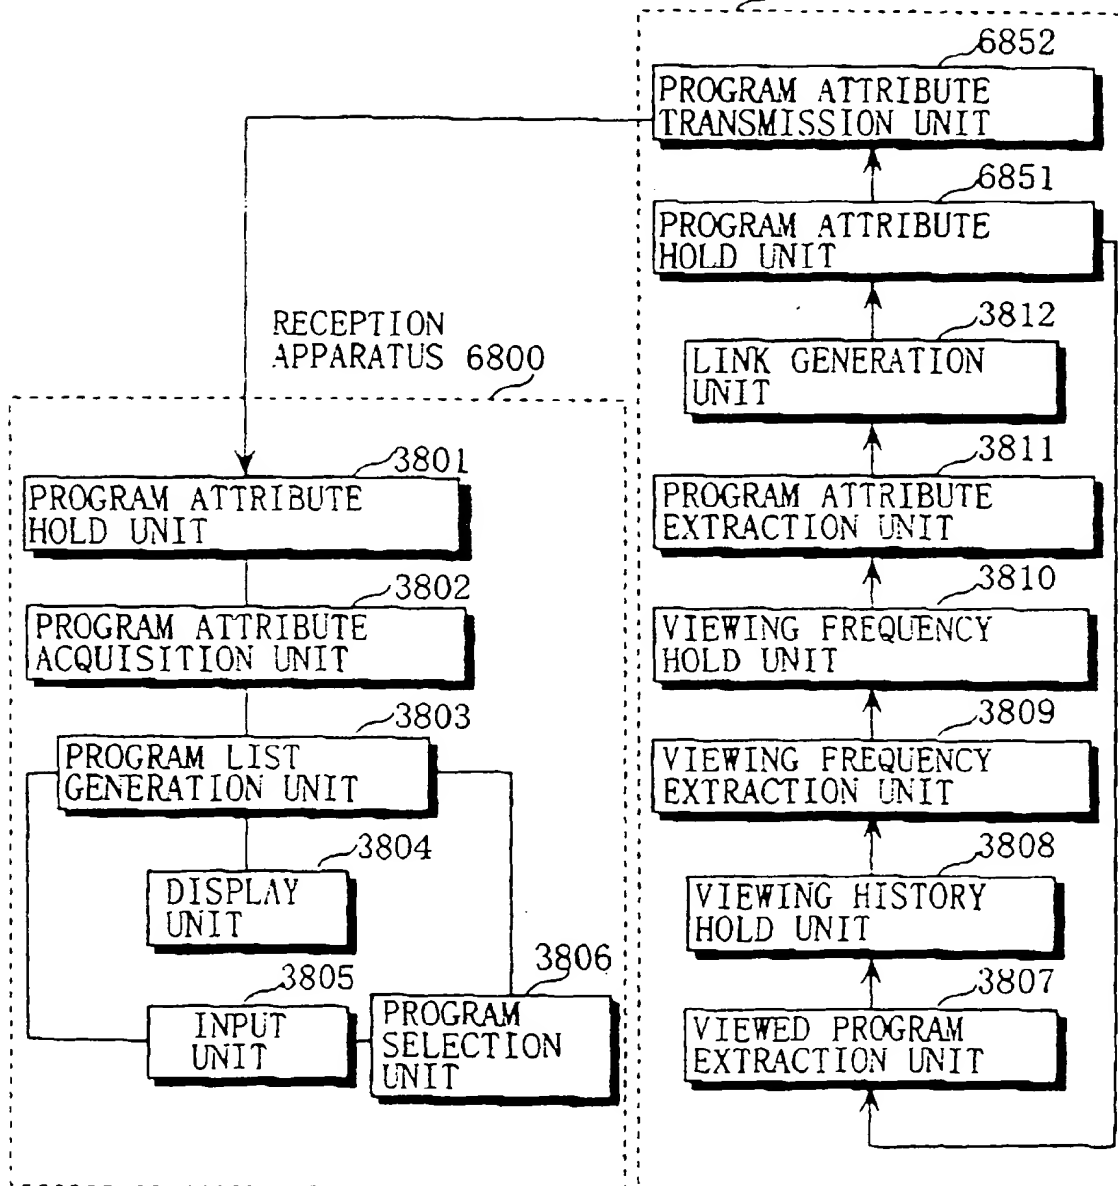 6852
PROGRAM ATTRIBUTE
TRANSMISSION UNIT
6851
PROGRAM ATTRIBUTE
HOLD UNIT
3812
LINK GENERATION
UNIT
3811
PROGRAM ATTRIBUTE
EXTRACTION UNIT
3810
VIEWING FREQUENCY
HOLD UNIT
3809
VIEWING FREQUENCY
EXTRACTION UNIT
3808
VIEWING HISTORY
HOLD UNIT
3807
VIEWED PROGRAM
EXTRACTION UNIT
RECEPTION
APPARATUS 6800
3801
PROGRAM ATTRIBUTE
HOLD UNIT
3802
PROGRAM ATTRIBUTE
ACQUISITION UNIT
3803
PROGRAM LIST
GENERATION UNIT
3804
DISPLAY
UNIT
3805
INPUT
UNIT
3806
PROGRAM
SELECTION
UNIT